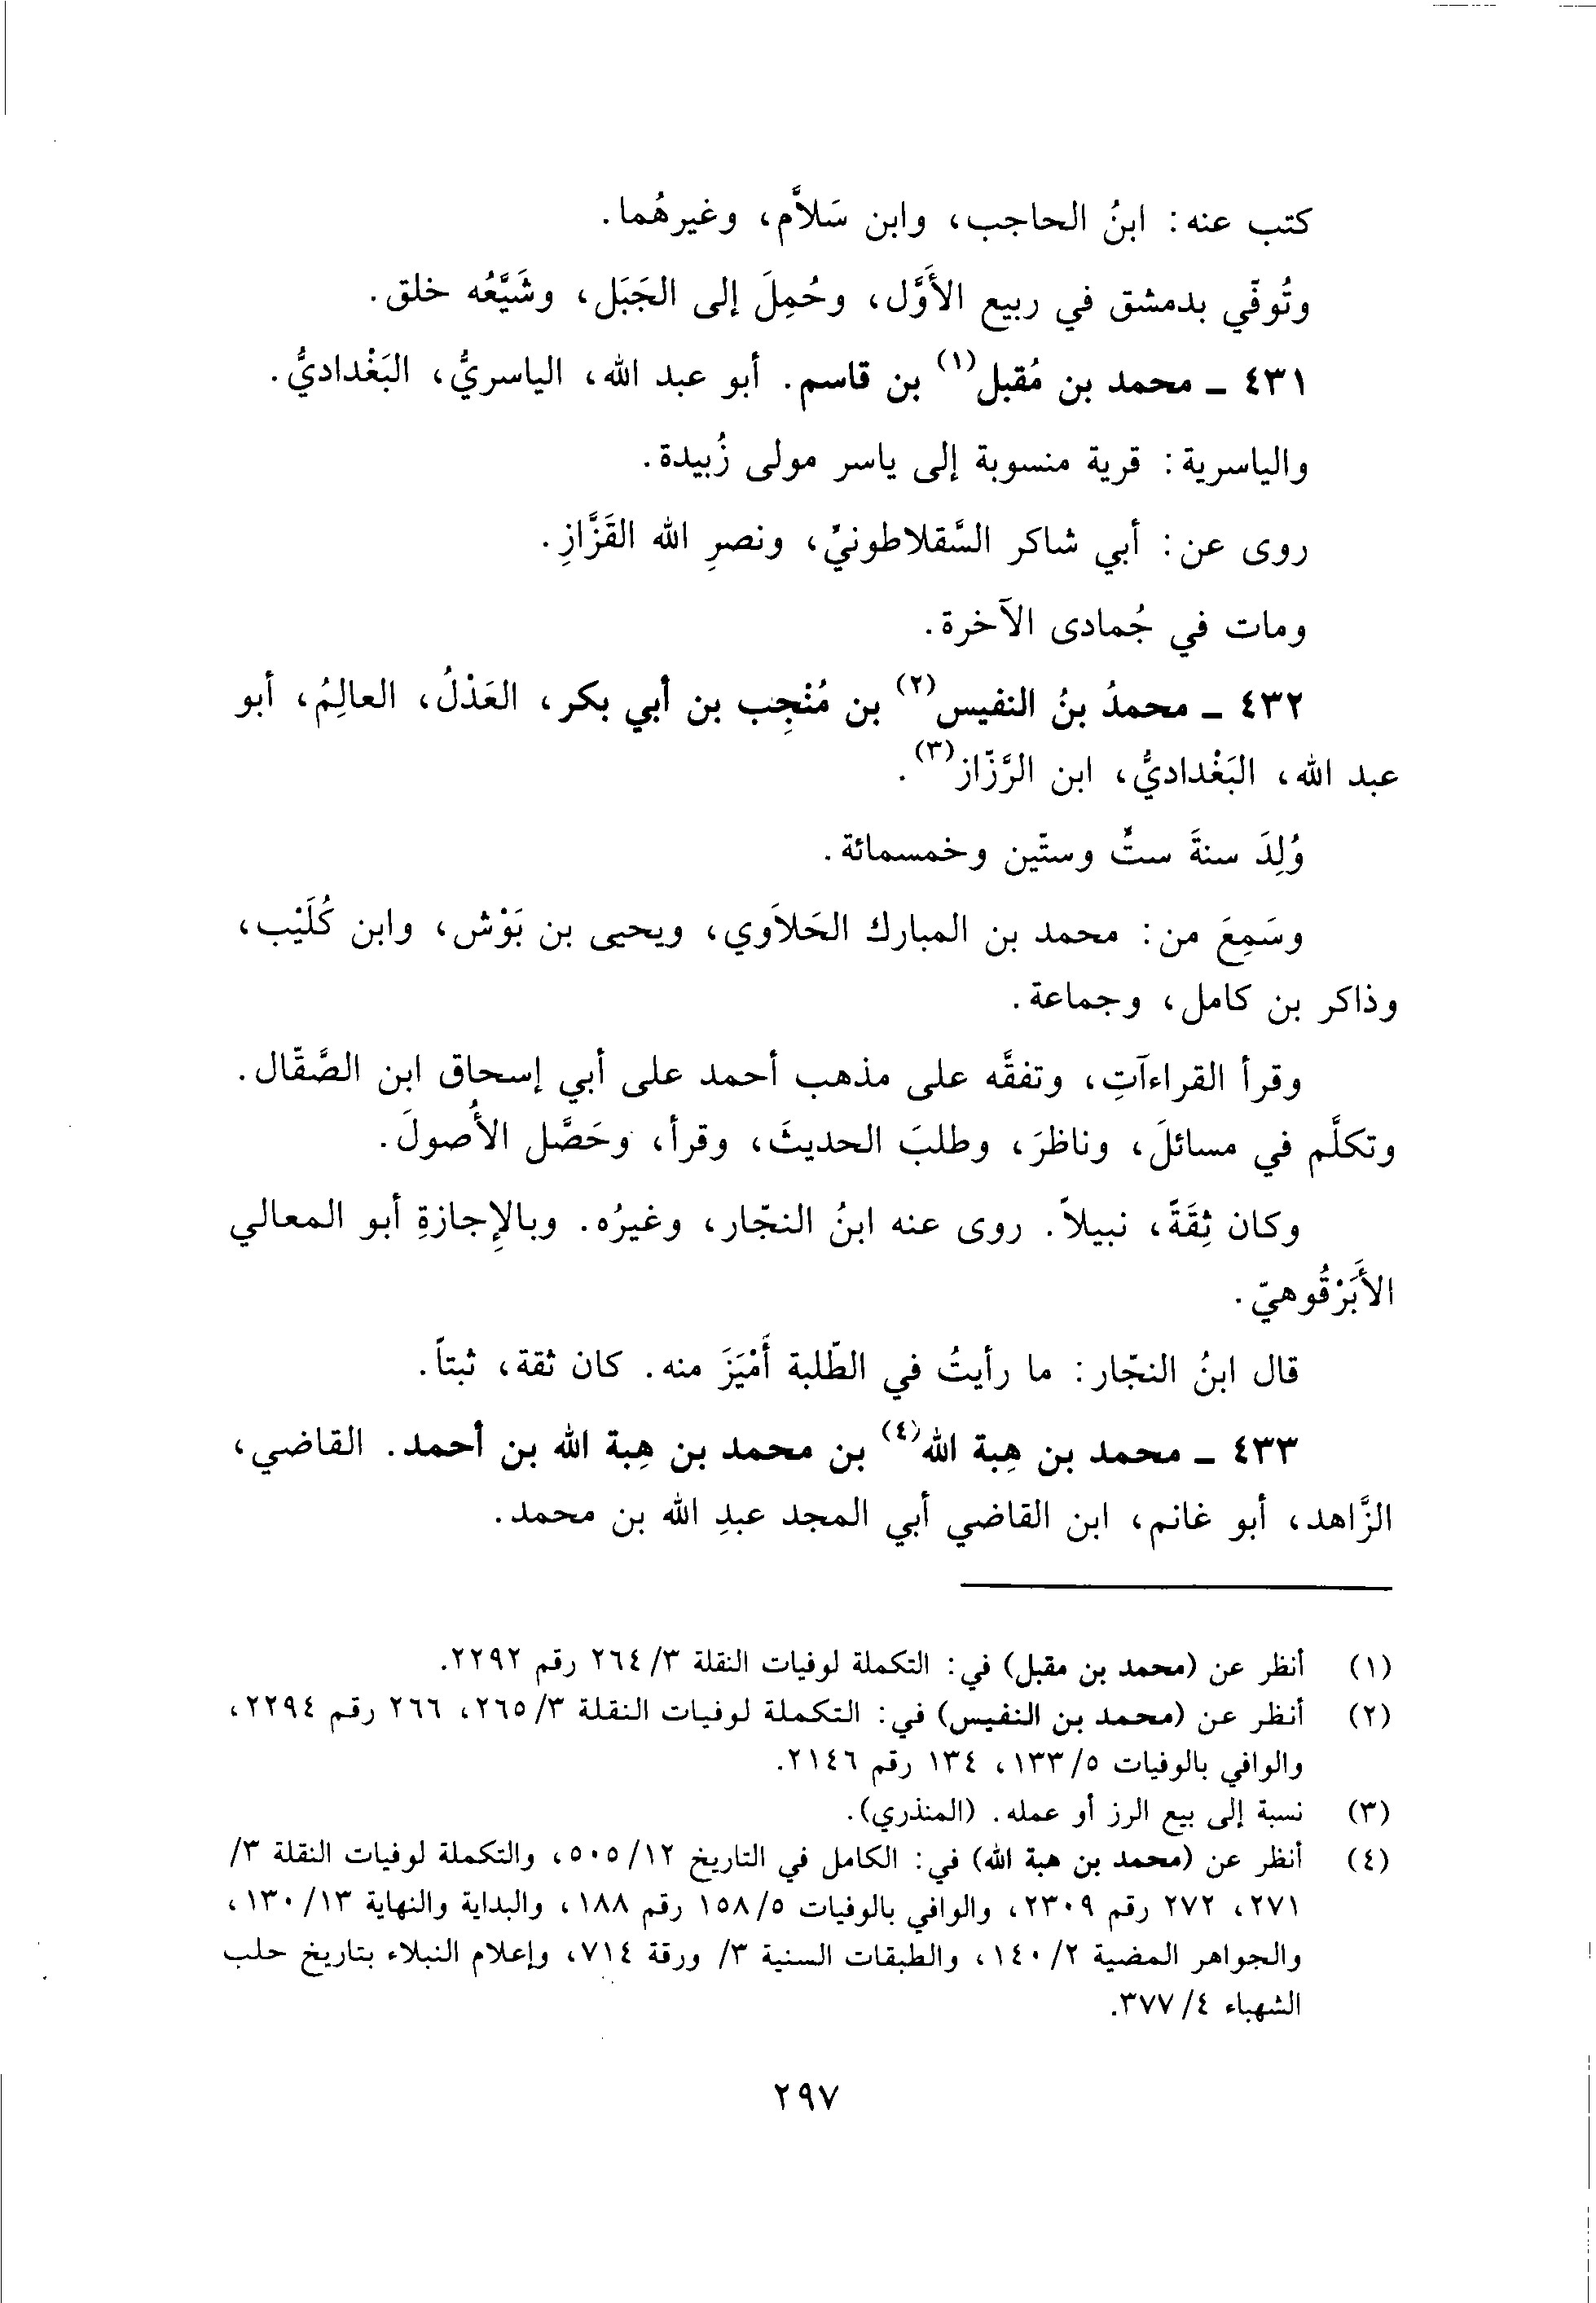 كتب عنه: ابنُ الحاجب، وابن سَلاَّم، وغيرهُما.
وتُوفّي بدمشق في ربيع الأَوَّل، وحُمِلَ إلى الجَبَل، وشَيَّعُه خلق.
٤٣١ ــ محمد بن مُقبل(١) بن قاسم. أبو عبد الله، الياسريُّ، البَغْداديُّ.
والياسرية: قرية منسوبة إلى ياسر مولى زُبيدة.
روى عن: أبي شاكر السَّقلاطونيّ، ونصرِ الله القَزَّازِ.
ومات في جُمادى الآخرة.
٤٣٢ ــ محمدُ بنُ النفيس(٢) بن مُنْجِب بن أبي بكر، العَدْلُ، العالِمُ، أبو
عبد الله، البَغْداديُّ، ابن الرَّزّاز(٣).
وُلِدَ سنةَ ستٍّ وستّين وخمسمائة.
وسَمِعَ من: محمد بن المبارك الحَلاَوي، ويحيى بن بَوْش، وابن كُلَيْب،
وذاكر بن كامل، وجماعة.
وقرأ القراءآتِ، وتفقَّه على مذهب أحمد على أبي إسحاق ابن الصَّقّال.
وتكلَّم في مسائلَ، وناظرَ، وطلبَ الحديثَ، وقرأ، وحَصَّل الأُصولَ.
وكان ثِقَةً، نبيلاً. روى عنه ابنُ النجّار، وغيرُه. وبالإِجازةِ أبو المعالي
الأَبَرْقُوهيّ.
قال ابنُ النجّار: ما رأيتُ في الطّلبة أَمْيَزَ منه. كان ثقة، ثبتاً.
٤٣٣ ــ محمد بن هِبة الله(٤) بن محمد بن هِبة الله بن أحمد. القاضي،
الزَّاهد، أبو غانم، ابن القاضي أبي المجد عبدِ الله بن محمد.
(١) أنظر عن (محمد بن مقبل) في: التكملة لوفيات النقلة ٣/ ٢٦٤ رقم ٢٢٩٢.
(٢) أنظر عن (محمد بن النفيس) في: التكملة لوفيات النقلة ٣/ ٢٦٥، ٢٦٦ رقم ٢٢٩٤،
والوافي بالوفيات ٥/ ١٣٣، ١٣٤ رقم ٢١٤٦.
(٣) نسبة إلى بيع الرز أو عمله. (المنذري).
(٤) أنظر عن (محمد بن هبة الله) في: الكامل في التاريخ ١٢/ ٥٠٥، والتكملة لوفيات النقلة ٣/
٢٧١، ٢٧٢ رقم ٢٣٠٩، والوافي بالوفيات ٥/ ١٥٨ رقم ١٨٨، والبداية والنهاية ١٣/ ١٣٠،
والجواهر المضية ٢/ ١٤٠، والطبقات السنية ٣/ ورقة ٧١٤، وإعلام النبلاء بتاريخ حلب
الشهباء ٤/ ٣٧٧.
٢٩٧